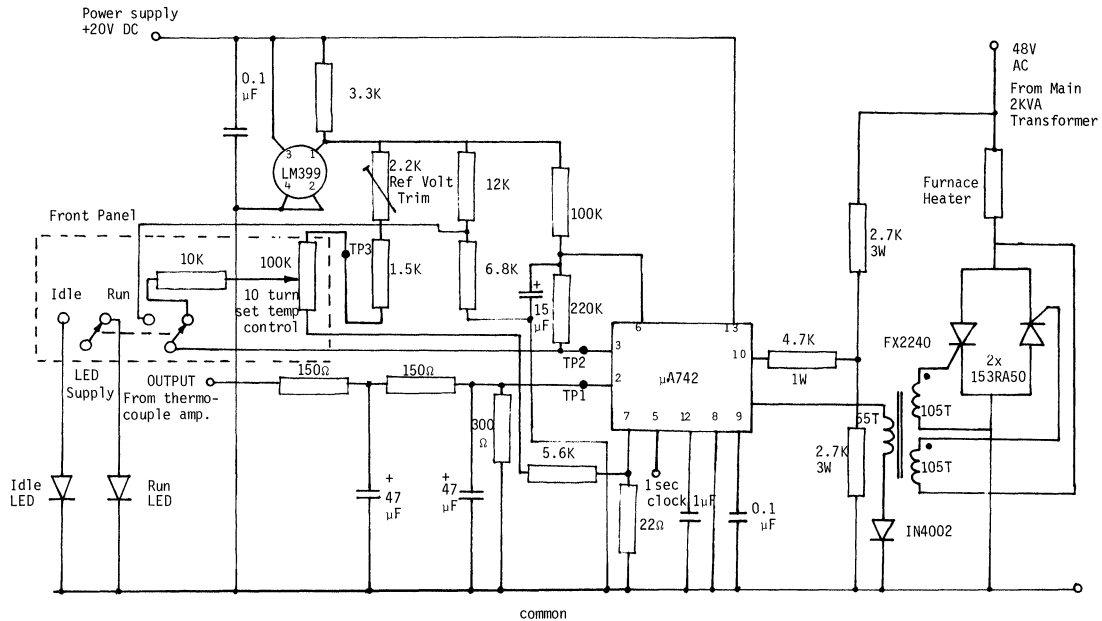 Power supply
+20V DC
48V
AC
From Main
2KVA
Transformer
0.1
μF
3.3K
3 1
LM399
4 2
2.2K
Ref Volt
Trim
12K
100K
Furnace
Heater
Front Panel
TP3
2.7K
3W
10K
100K
1.5K
6.8K
Idle
Run
10 turn
set temp
control
+
15
μF
220K
6
13
3
10
4.7K
1W
FX2240
2x
153RA50
TP2
LED
Supply
OUTPUT
From thermo-
couple amp.
150Ω
150Ω
TP1
2
μA742
7 5 12 8 9
55T
105T
300
Ω
5.6K
2.7K
3W
105T
Idle
LED
Run
LED
+
47
μF
+
47
μF
1sec
clock
1μF
22Ω
0.1
μF
IN4002
common